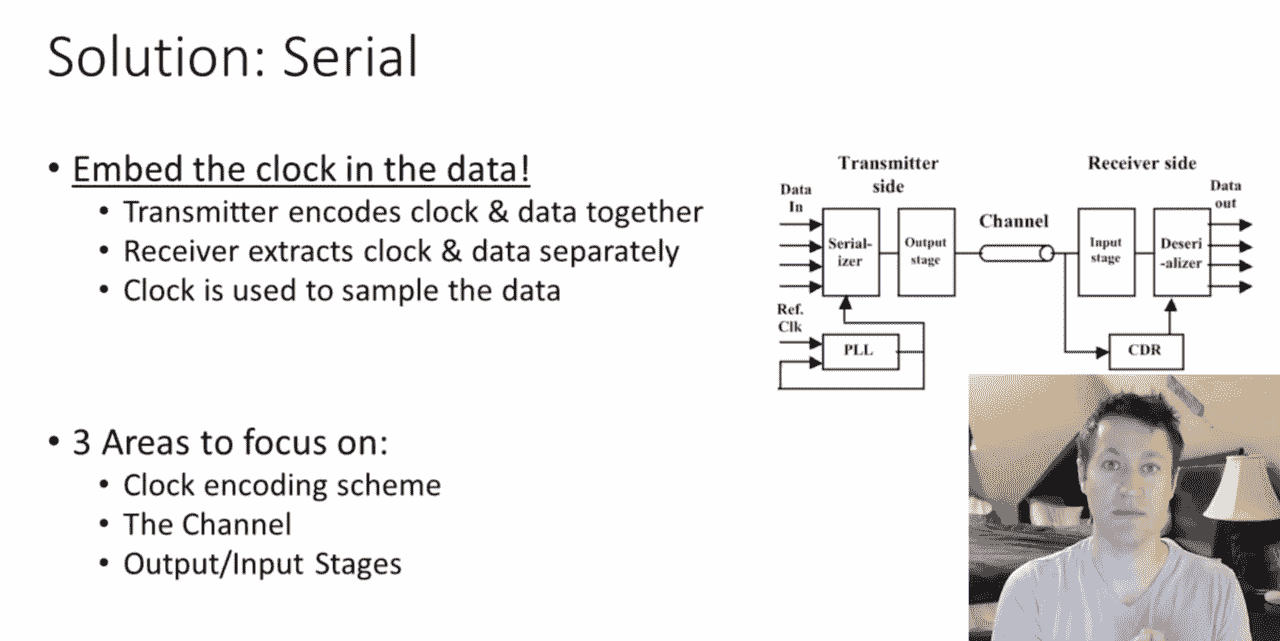 Solution: Serial
• Embed the clock in the data!
• Transmitter encodes clock & data together
• Receiver extracts clock & data separately
• Clock is used to sample the data
• 3 Areas to focus on:
• Clock encoding scheme
• The Channel
• Output/Input Stages
Transmitter
side
Receiver side
Data
In
Serial-
izer
Output
stage
Channel
Input
stage
Deseri
-alizer
Data
out
Ref.
Clk
PLL
CDR